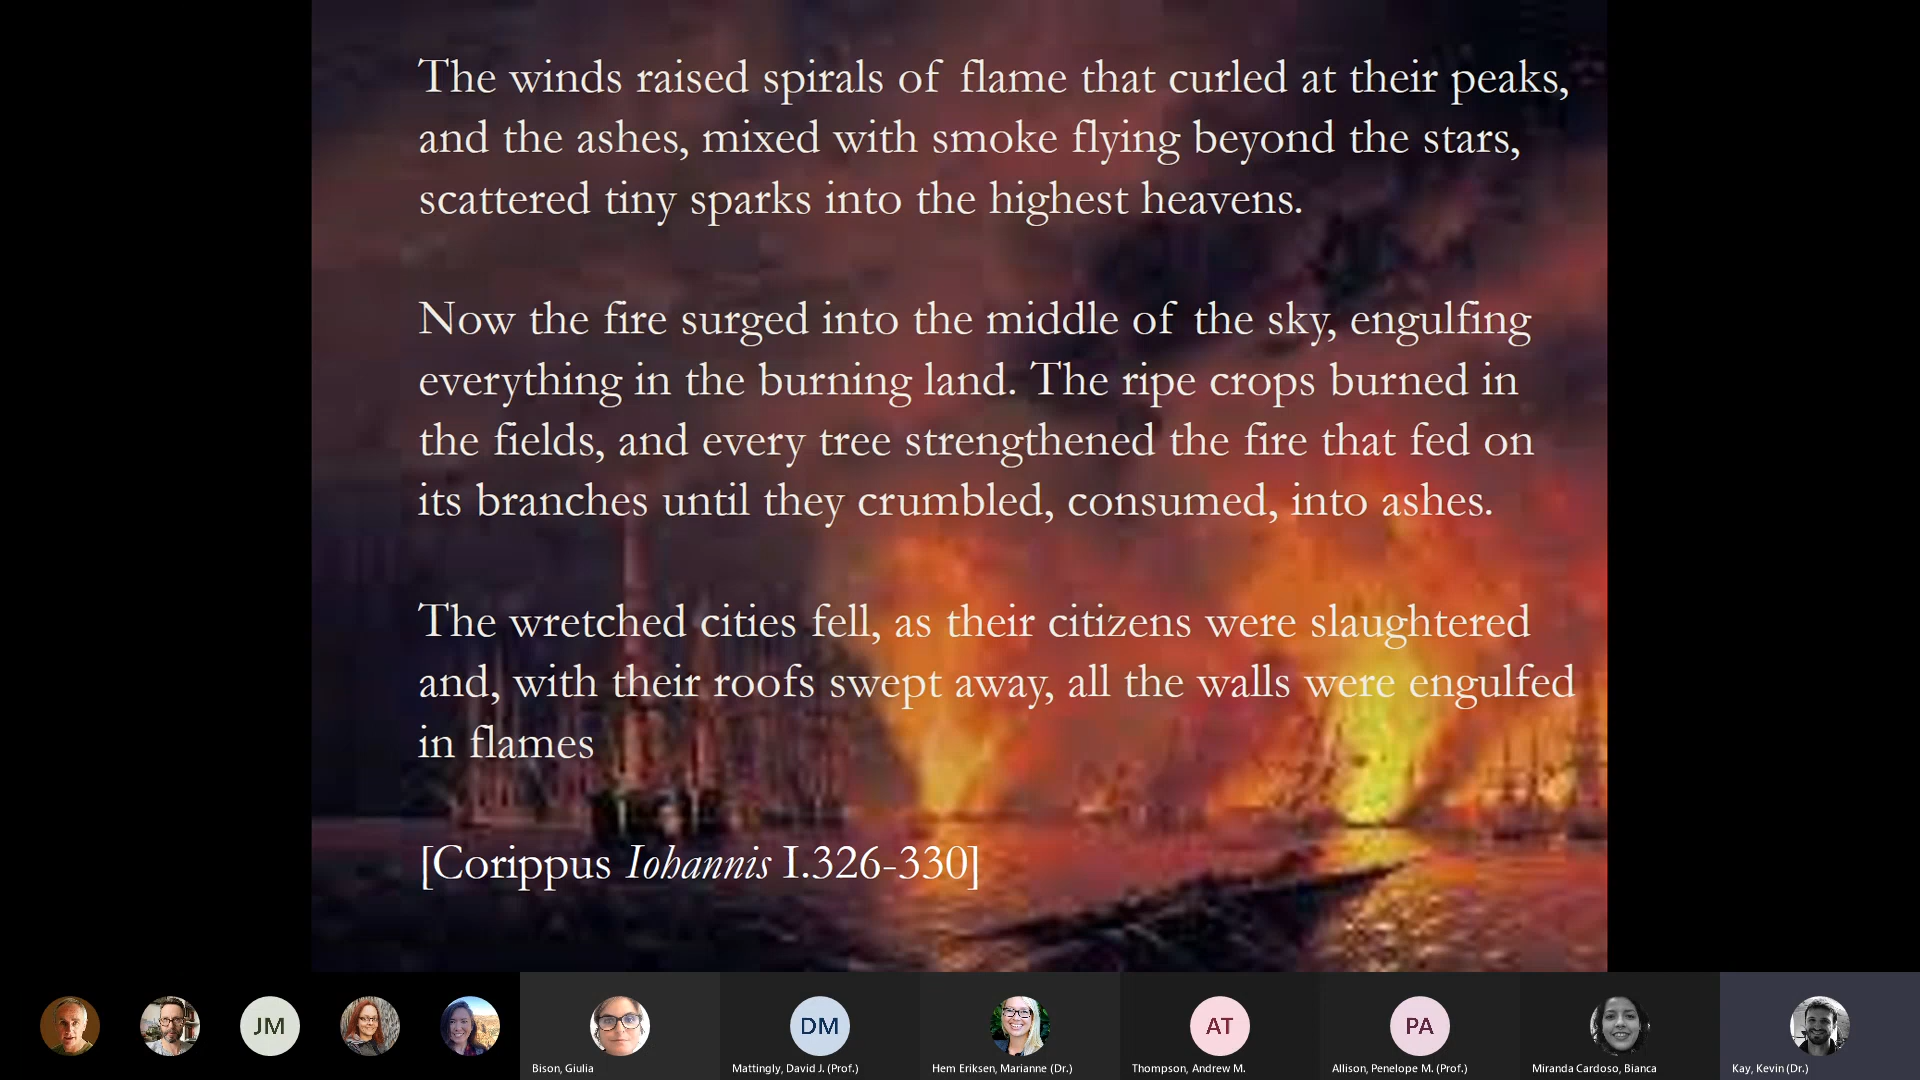 The winds raised spirals of flame that curled at their peaks,
and the ashes, mixed with smoke flying beyond the stars,
scattered tiny sparks into the highest heavens.
Now the fire surged into the middle of the sky, engulfing
everything in the burning land. The ripe crops burned in
the fields, and every tree strengthened the fire that fed on
its branches until they crumbled, consumed, into ashes.
The wretched cities fell, as their citizens were slaughtered
and, with their roofs swept away, all the walls were engulfed
in flames
[Corippus Iohannis I.326-330]
JM
DM
AT
PA
Bison, Giulia
Mattingly, David J. (Prof.)
Hem Eriksen, Marianne (Dr.)
Thompson, Andrew M.
Allison, Penelope M. (Prof.)
Miranda Cardoso, Bianca
Kay, Kevin (Dr.)